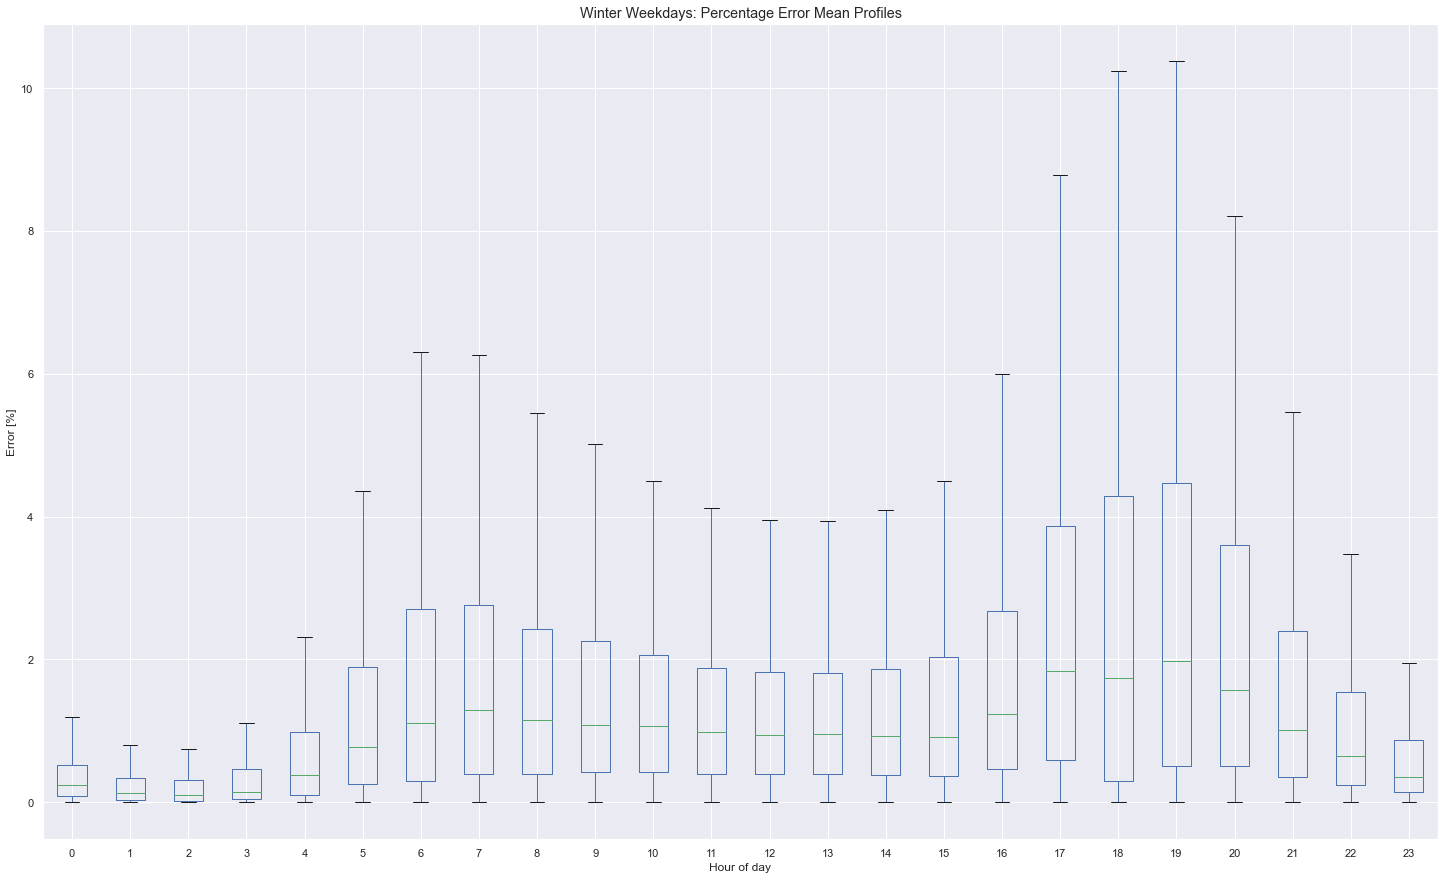 Winter Weekdays: Percentage Error Mean Profiles
10
8
6
4
2
0
Error [%]
0 1 2 3 4 5 6 7 8 9 10 11 12 13 14 15 16 17 18 19 20 21 22 23
Hour of day